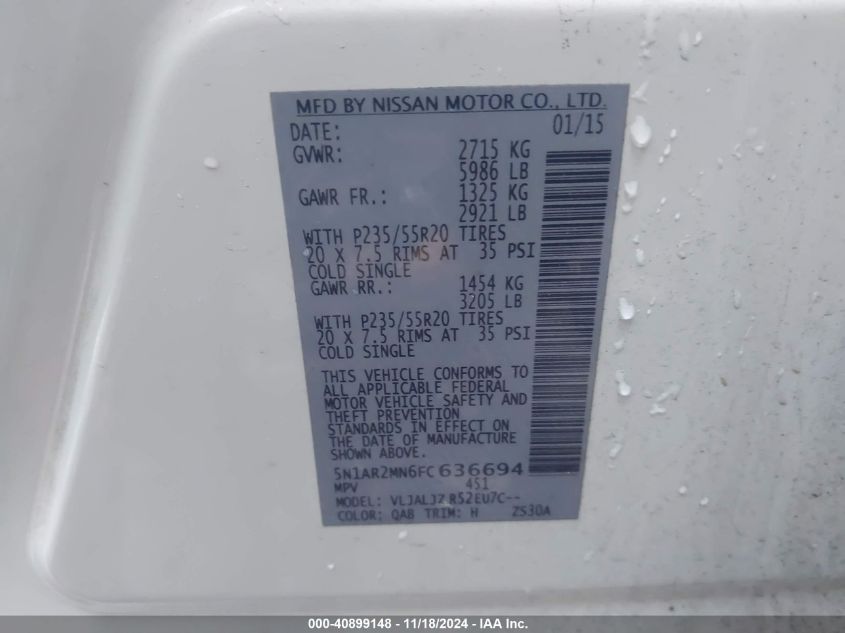 MFD BY NISSAN MOTOR CO., LTD.
DATE: 01/15
GVWR: 2715 KG
5986 LB
GAWR FR.: 1325 KG
2921 LB
WITH P235/55R20 TIRES
20 X 7.5 RIMS AT 35 PSI
COLD SINGLE
GAWR RR.: 1454 KG
3205 LB
WITH P235/55R20 TIRES
20 X 7.5 RIMS AT 35 PSI
COLD SINGLE
THIS VEHICLE CONFORMS TO
ALL APPLICABLE FEDERAL
MOTOR VEHICLE SAFETY AND
THEFT PREVENTION
STANDARDS IN EFFECT ON
THE DATE OF MANUFACTURE
SHOWN ABOVE.
5N1AR2MN6FC636694
MPV 451
MODEL: VLJALJZ R52EU7C--
COLOR: QAB TRIM: H ZS30A
000-40899148 - 11/18/2024 - IAA Inc.